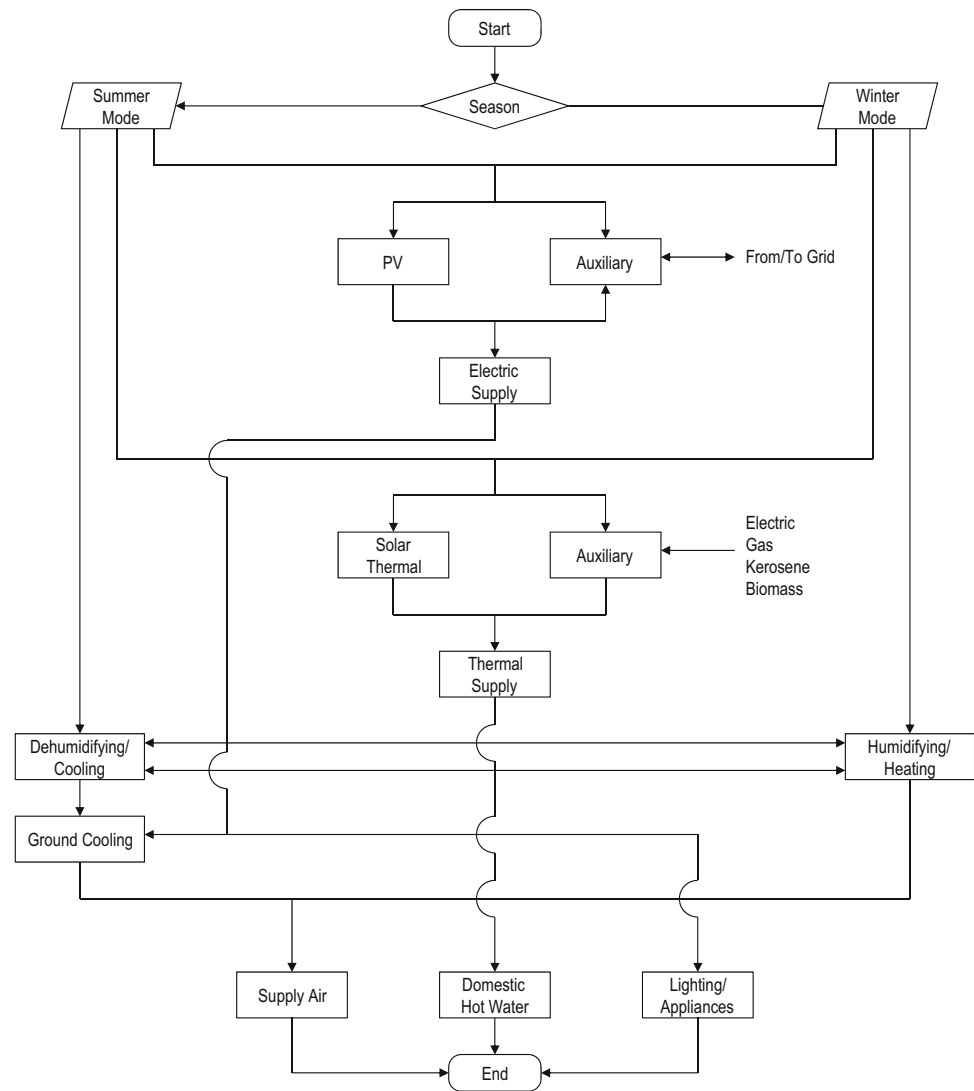 Start
Summer
Mode
Season
Winter
Mode
PV
Auxiliary
From/To Grid
Electric
Supply
Solar
Thermal
Auxiliary
Electric
Gas
Kerosene
Biomass
Thermal
Supply
Dehumidifying/
Cooling
Humidifying/
Heating
Ground Cooling
Supply Air
Domestic
Hot Water
Lighting/
Appliances
End